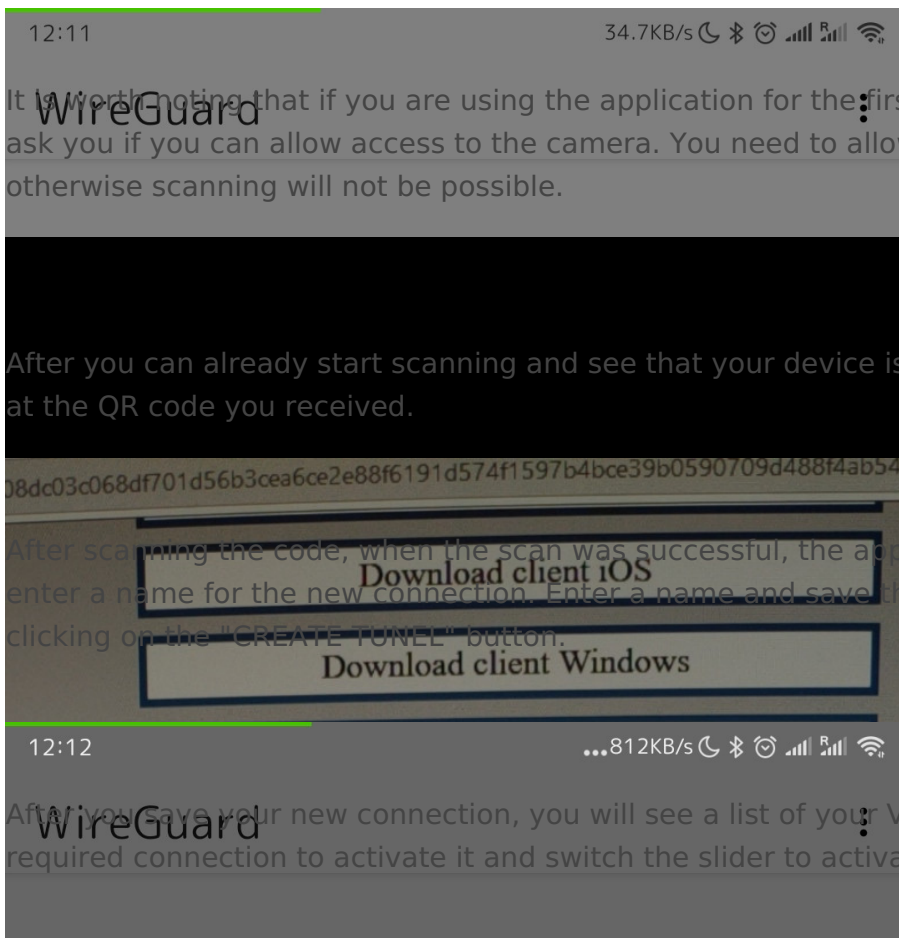 12:11
34.7KB/s
R
WireGuard
It is worth noting that if you are using the application for the firs
ask you if you can allow access to the camera. You need to allo
otherwise scanning will not be possible.
After you can already start scanning and see that your device is
at the QR code you received.
08dc03c068df701d56b3cea6ce2e88f6191d574f1597b4bce39b0590709d488f4ab54
After scanning the code, when the scan was successful, the app
Download client iOS
enter a name for the new connection. Enter a name and save th
clicking on the "CREATE TUNEL" button.
Download client Windows
12:12
...812KB/s
R
WireGuard
After you save your new connection, you will see a list of your V
required connection to activate it and switch the slider to activa